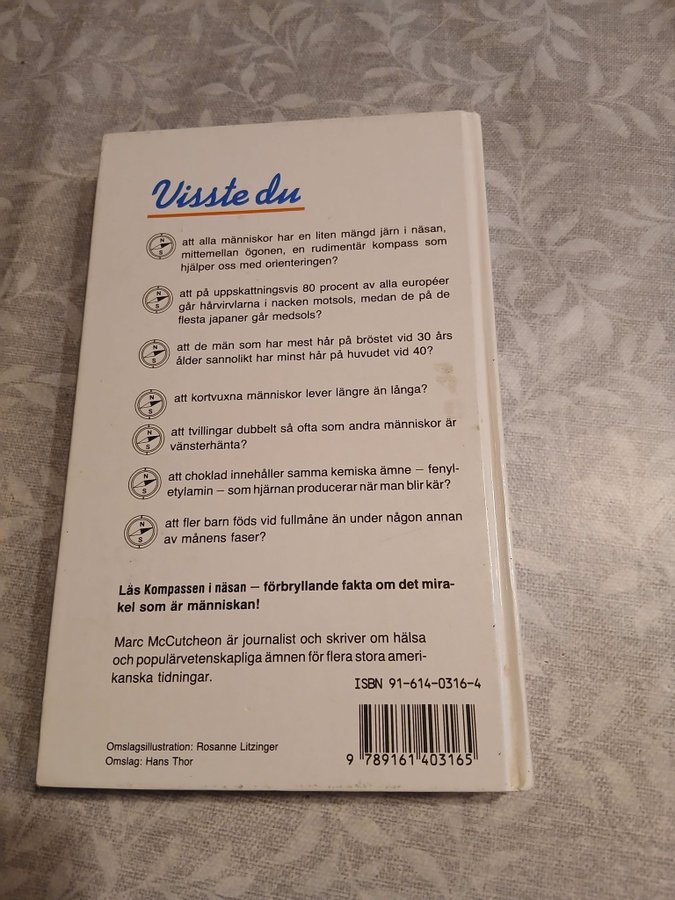 Visste du
N
S
att alla människor har en liten mängd järn i näsan,
mittemellan ögonen, en rudimentär kompass som
hjälper oss med orienteringen?
N
S
att på uppskattningsvis 80 procent av alla européer
går hårvirvlarna i nacken motsols, medan de på de
flesta japaner går medsols?
N
S
att de män som har mest hår på bröstet vid 30 års
ålder sannolikt har minst hår på huvudet vid 40?
N
S
att kortvuxna människor lever längre än långa?
N
S
att tvillingar dubbelt så ofta som andra människor är
vänsterhänta?
N
S
att choklad innehåller samma kemiska ämne – fenyl-
etylamin – som hjärnan producerar när man blir kär?
N
S
att fler barn föds vid fullmåne än under någon annan
av månens faser?
Läs Kompassen i näsan – förbryllande fakta om det mira-
kel som är människan!
Marc McCutcheon är journalist och skriver om hälsa
och populärvetenskapliga ämnen för flera stora ameri-
kanska tidningar.
ISBN 91-614-0316-4
Omslagsillustration: Rosanne Litzinger
Omslag: Hans Thor
9 789161 403165